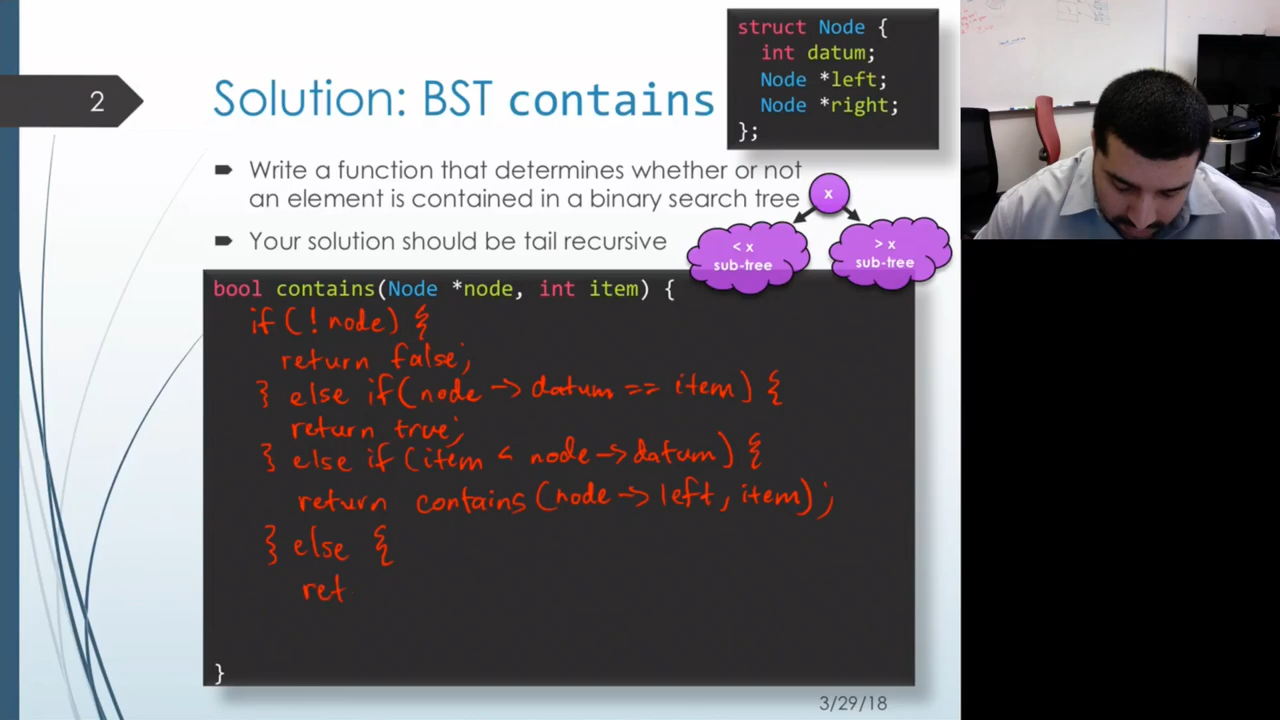 2
Solution: BST contains
struct Node {
int datum;
Node *left;
Node *right;
};
Write a function that determines whether or not
an element is contained in a binary search tree
Your solution should be tail recursive
x
< x
sub-tree
> x
sub-tree
bool contains(Node *node, int item) {
if (! node) {
return false;
} else if (node -> datum == item) {
return true;
} else if (item < node -> datum) {
return contains (node -> left, item);
} else {
ret
}
3/29/18